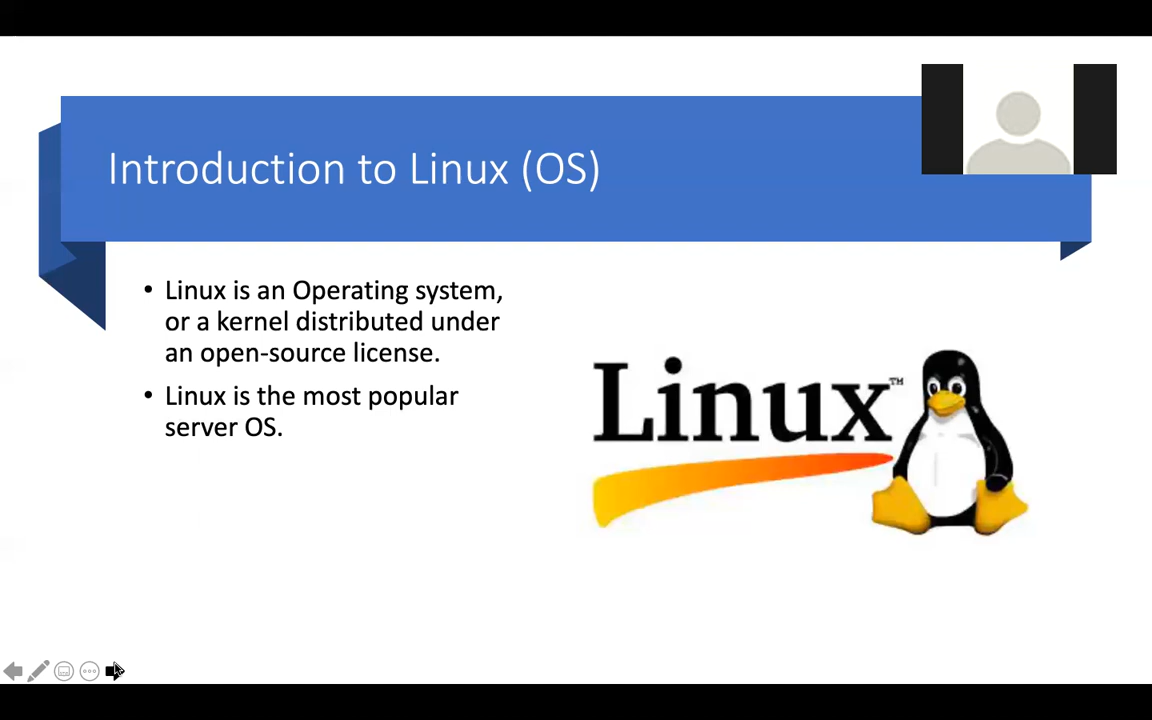 Introduction to Linux (OS)
• Linux is an Operating system,
or a kernel distributed under
an open-source license.
• Linux is the most popular
server OS.
Linux™